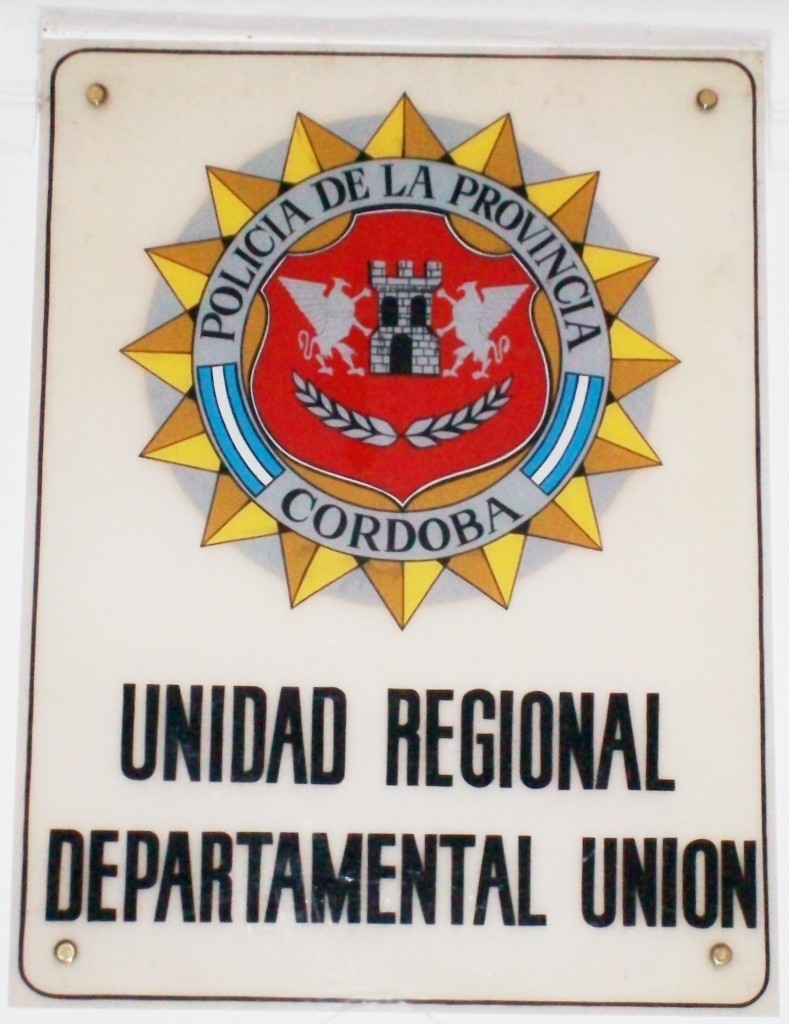 POLICIA DE LA PROVINCIA
CORDOBA
UNIDAD REGIONAL
DEPARTAMENTAL UNION